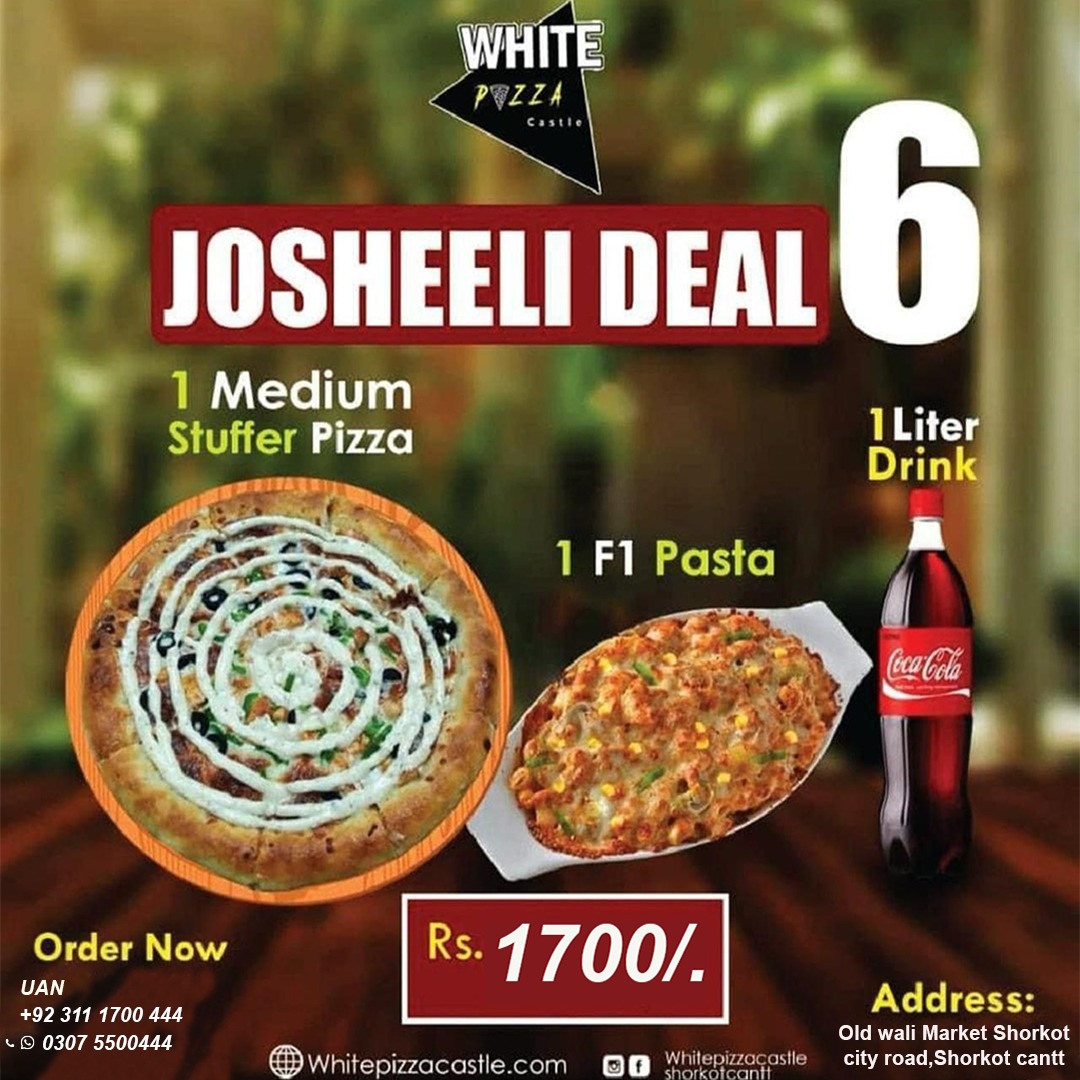 WHITE
PIZZA
Castle
JOSHEELI DEAL 6
1 Medium
Stuffer Pizza
1 Liter
Drink
1 F1 Pasta
Coca-Cola
Rs. 1700/.
Order Now
UAN
+92 311 1700 444
0307 5500444
Address:
Old wali Market Shorkot
city road,Shorkot cantt
Whitepizzacastle.com
Whitepizzacastle
shorkotcantt